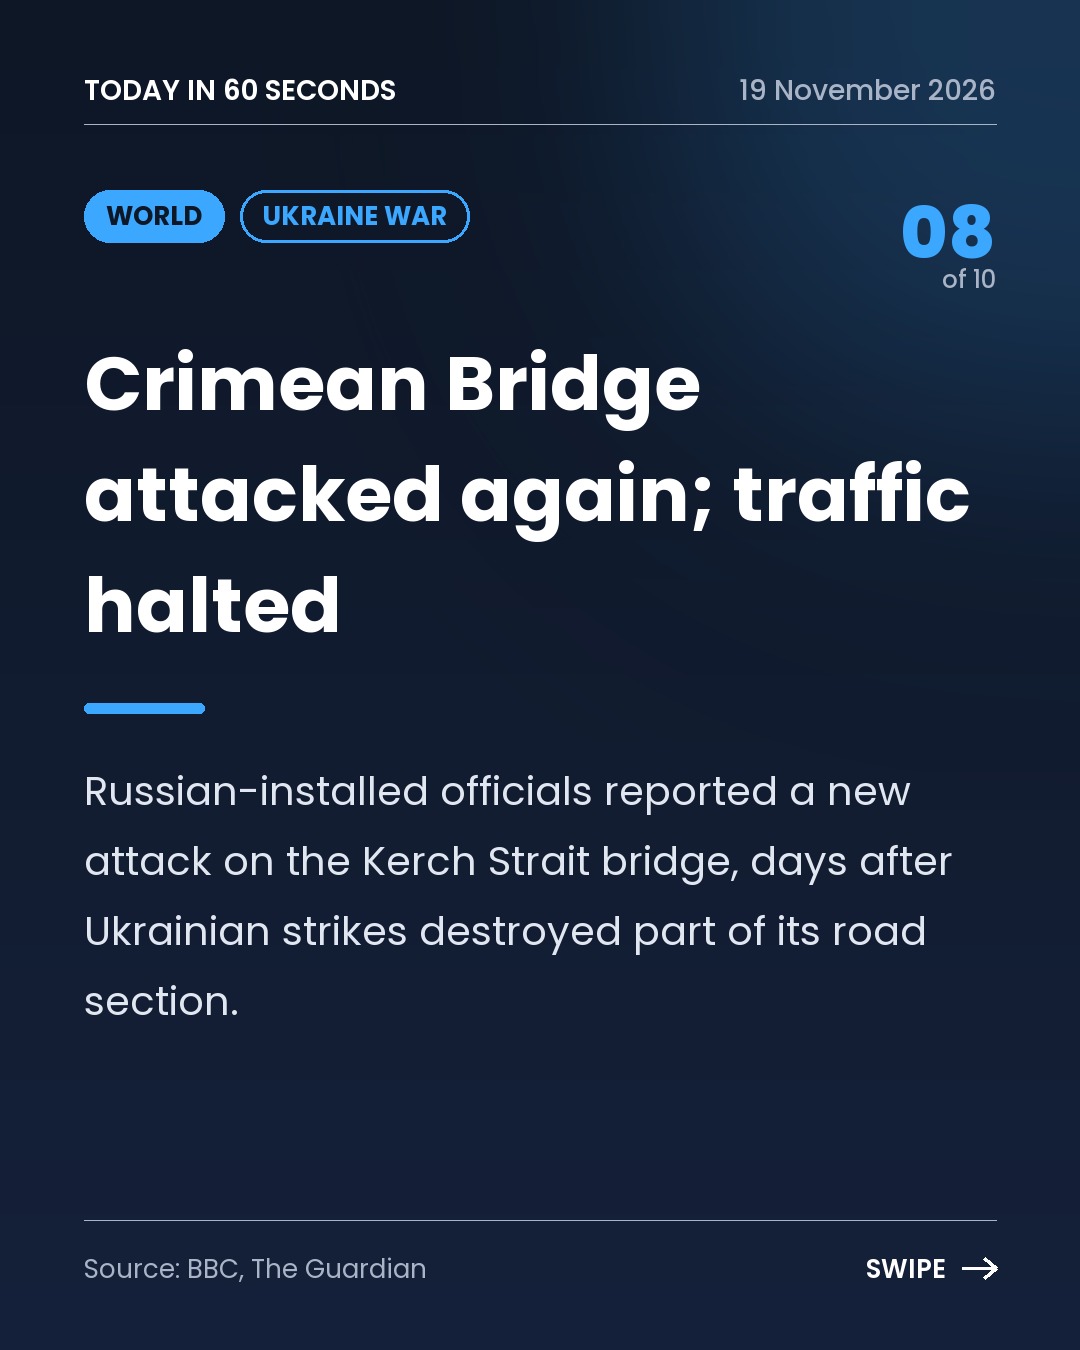 TODAY IN 60 SECONDS
19 November 2026
WORLD
UKRAINE WAR
08
of 10
Crimean Bridge
attacked again; traffic
halted
Russian-installed officials reported a new
attack on the Kerch Strait bridge, days after
Ukrainian strikes destroyed part of its road
section.
Source: BBC, The Guardian
SWIPE →